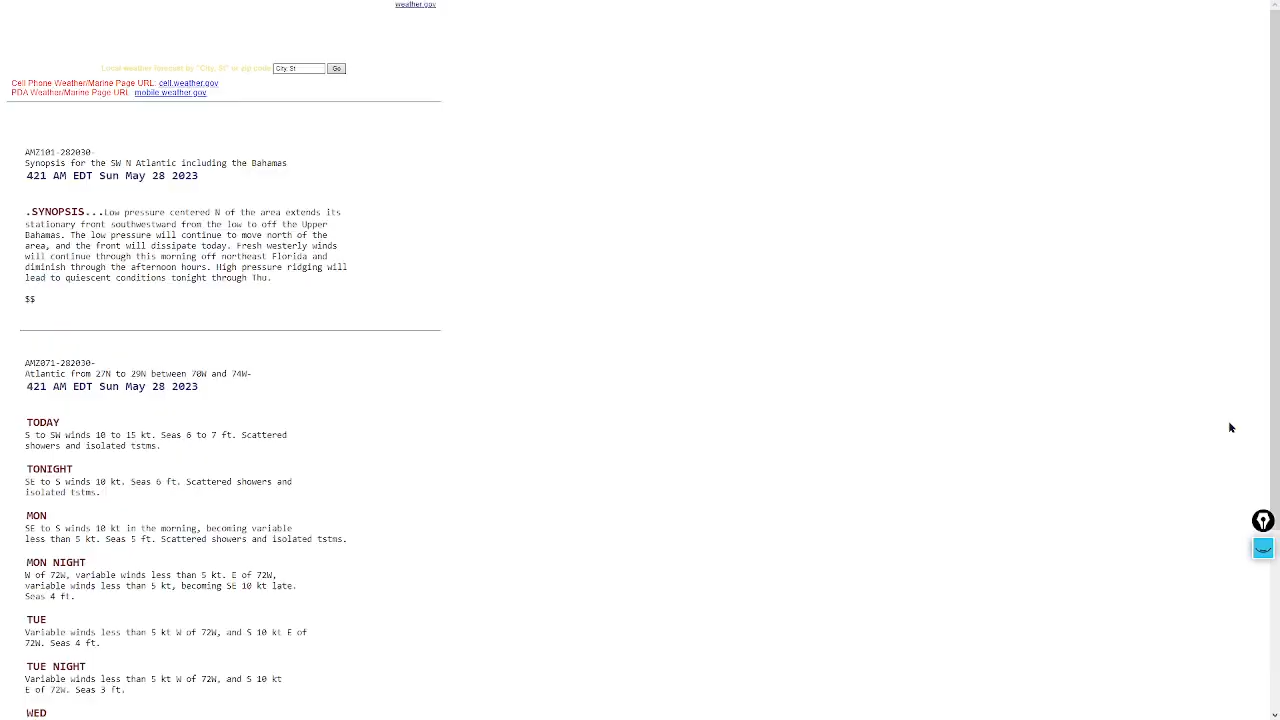 weather.gov
Local weather forecast by "City, St" or zip code City, St Go
Cell Phone Weather/Marine Page URL: cell.weather.gov
PDA Weather/Marine Page URL: mobile.weather.gov
AMZ101-282030-
Synopsis for the SW N Atlantic including the Bahamas
421 AM EDT Sun May 28 2023
.SYNOPSIS...Low pressure centered N of the area extends its
stationary front southwestward from the low to off the Upper
Bahamas. The low pressure will continue to move north of the
area, and the front will dissipate today. Fresh westerly winds
will continue through this morning off northeast Florida and
diminish through the afternoon hours. High pressure ridging will
lead to quiescent conditions tonight through Thu.
$$
AMZ071-282030-
Atlantic from 27N to 29N between 70W and 74W-
421 AM EDT Sun May 28 2023
TODAY
S to SW winds 10 to 15 kt. Seas 6 to 7 ft. Scattered
showers and isolated tstms.
TONIGHT
SE to S winds 10 kt. Seas 6 ft. Scattered showers and
isolated tstms.
MON
SE to S winds 10 kt in the morning, becoming variable
less than 5 kt. Seas 5 ft. Scattered showers and isolated tstms.
MON NIGHT
W of 72W, variable winds less than 5 kt. E of 72W,
variable winds less than 5 kt, becoming SE 10 kt late.
Seas 4 ft.
TUE
Variable winds less than 5 kt W of 72W, and S 10 kt E of
72W. Seas 4 ft.
TUE NIGHT
Variable winds less than 5 kt W of 72W, and S 10 kt
E of 72W. Seas 3 ft.
WED